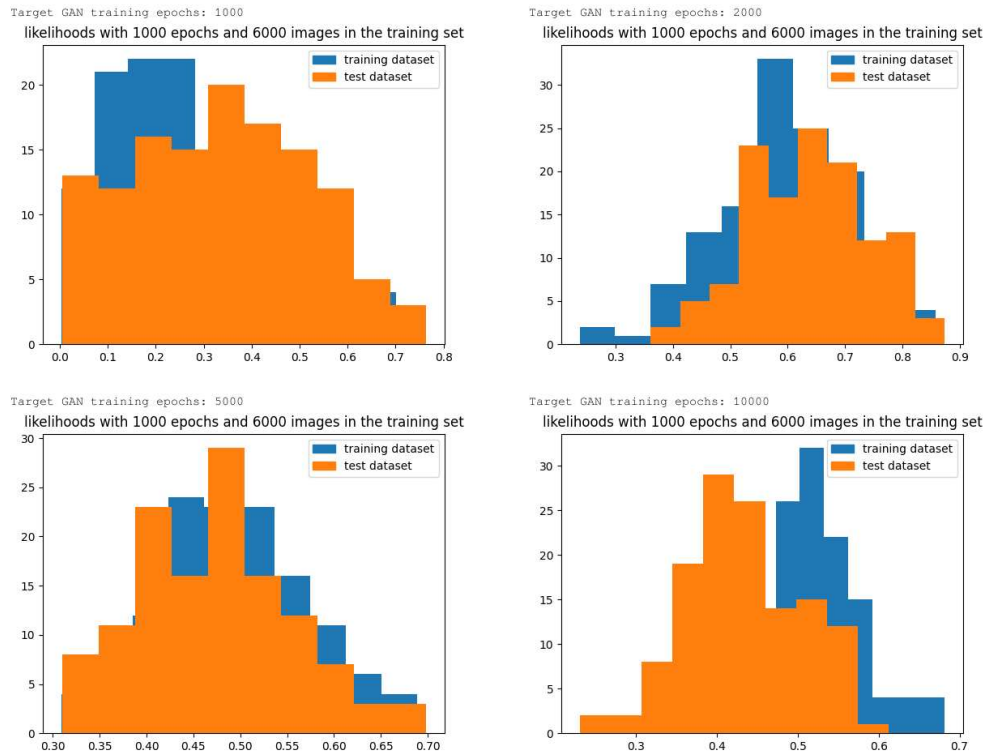 Target GAN training epochs: 1000
likelihoods with 1000 epochs and 6000 images in the training set
training dataset
test dataset
20
15
10
5
0
0.0 0.1 0.2 0.3 0.4 0.5 0.6 0.7 0.8
Target GAN training epochs: 2000
likelihoods with 1000 epochs and 6000 images in the training set
training dataset
test dataset
30
25
20
15
10
5
0
0.3 0.4 0.5 0.6 0.7 0.8 0.9
Target GAN training epochs: 5000
likelihoods with 1000 epochs and 6000 images in the training set
training dataset
test dataset
30
25
20
15
10
5
0
0.30 0.35 0.40 0.45 0.50 0.55 0.60 0.65 0.70
Target GAN training epochs: 10000
likelihoods with 1000 epochs and 6000 images in the training set
training dataset
test dataset
30
25
20
15
10
5
0
0.3 0.4 0.5 0.6 0.7